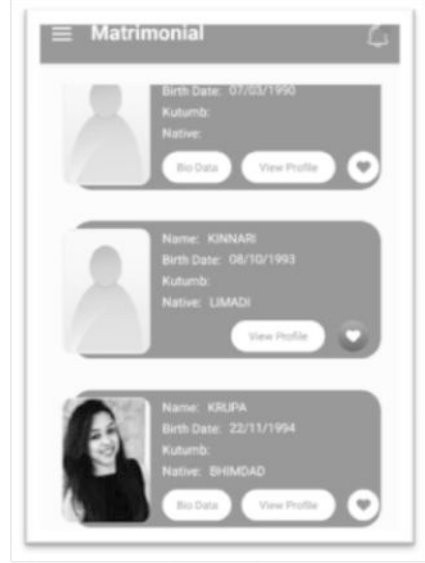 Matrimonial
Birth Date: 07/03/1990
Kutumb:
Native:
Bio Data View Profile
Name: KINNARI
Birth Date: 08/10/1993
Kutumb:
Native: LIMADI
View Profile
Name: KRUPA
Birth Date: 22/11/1994
Kutumb:
Native: BHIMDAD
Bio Data View Profile